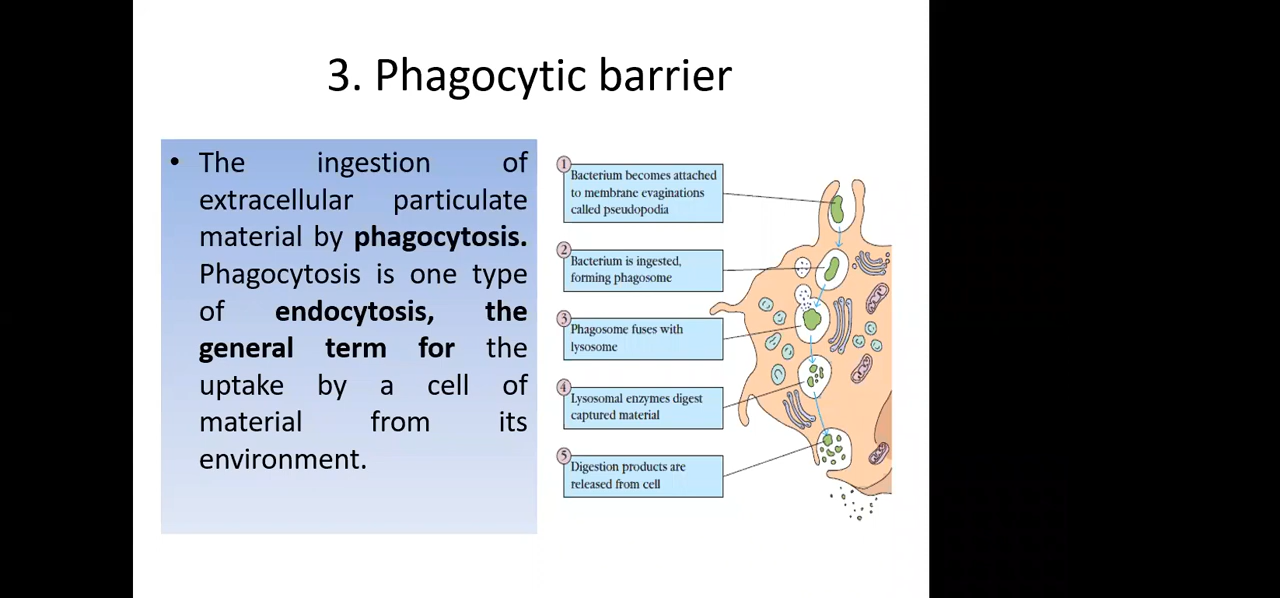 3. Phagocytic barrier
• The ingestion of
extracellular particulate
material by phagocytosis.
Phagocytosis is one type
of endocytosis, the
general term for the
uptake by a cell of
material from its
environment.
1
Bacterium becomes attached
to membrane evaginations
called pseudopodia
2
Bacterium is ingested,
forming phagosome
3
Phagosome fuses with
lysosome
4
Lysosomal enzymes digest
captured material
5
Digestion products are
released from cell